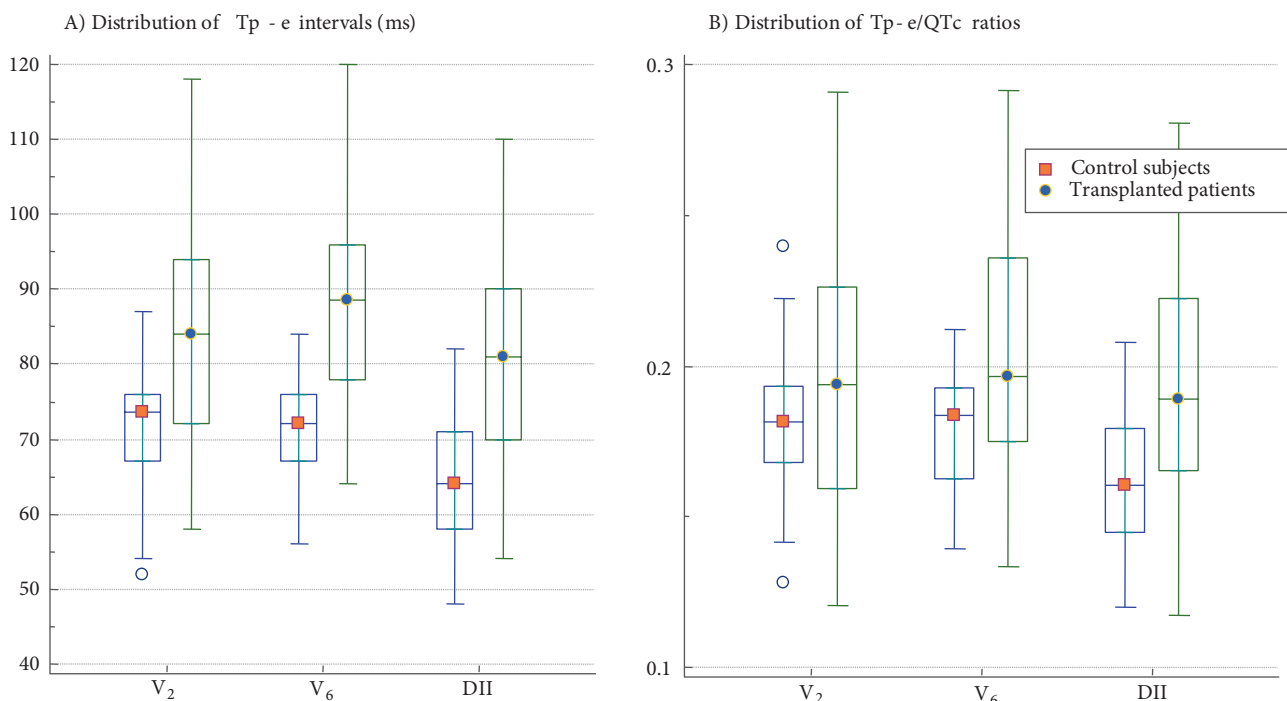 A) Distribution of Tp - e intervals (ms)
120
110
100
90
80
70
60
50
40
V2
V6
DII
B) Distribution of Tp- e/QTc ratios
0.3
0.2
0.1
Control subjects
Transplanted patients
V2
V6
DII